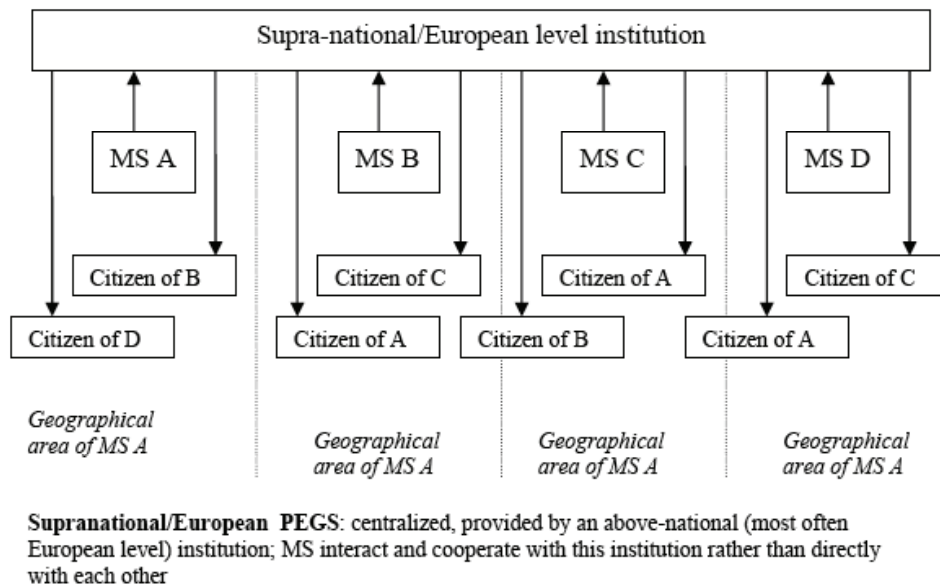 Supra-national/European level institution
MS A
MS B
MS C
MS D
Citizen of B
Citizen of C
Citizen of A
Citizen of C
Citizen of D
Citizen of A
Citizen of B
Citizen of A
Geographical
area of MS A
Geographical
area of MS A
Geographical
area of MS A
Geographical
area of MS A
Supranational/European PEGS: centralized, provided by an above-national (most often
European level) institution; MS interact and cooperate with this institution rather than directly
with each other